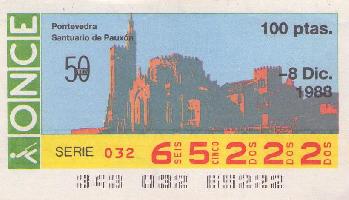 ONCE
Pontevedra
Santuario de Pauxón
100 ptas.
50
-8 Dic.
1988
SERIE 032 6 SEIS 5 CINCO 2 DOS 2 DOS 2 DOS